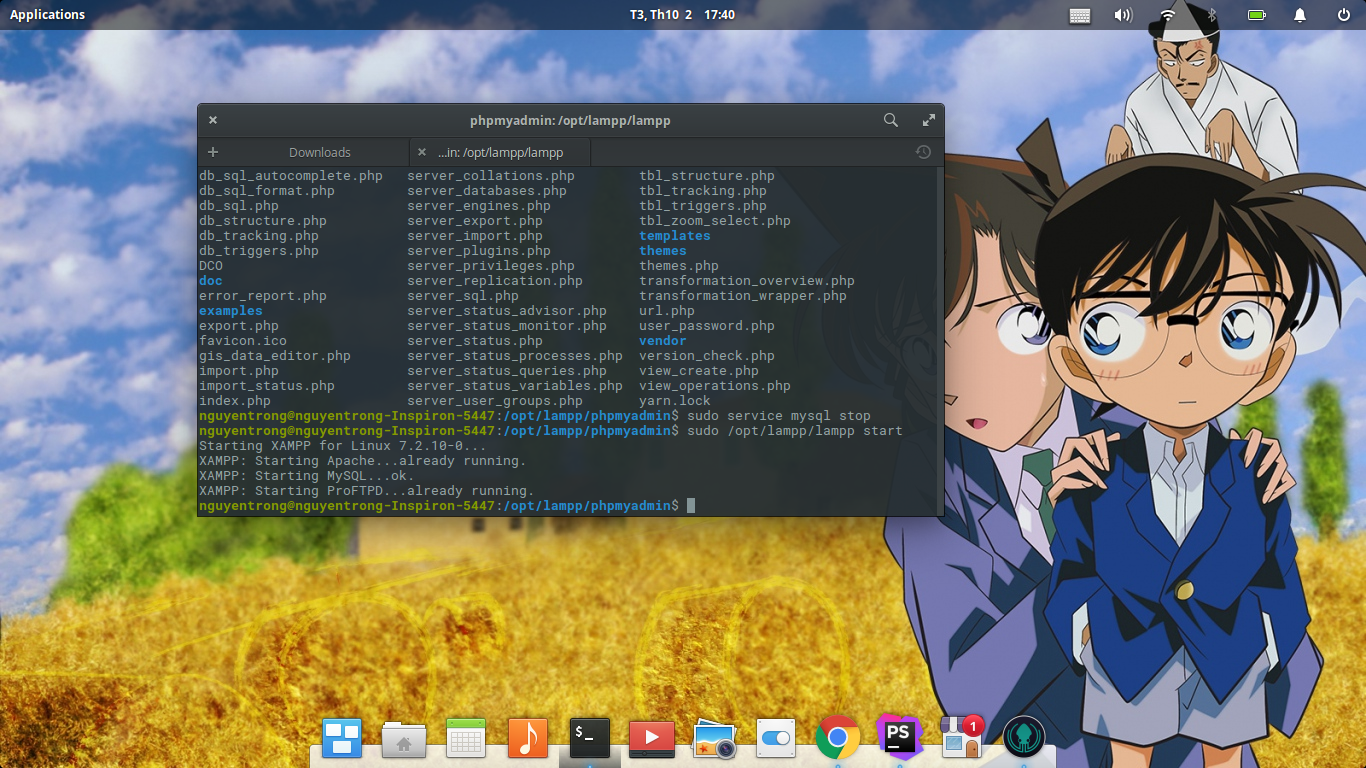 Applications
T3, Th10 2 17:40
phpmyadmin: /opt/lampp/lampp
Downloads
...in: /opt/lampp/lampp
db_sql_autocomplete.php server_collations.php tbl_structure.php
db_sql_format.php server_databases.php tbl_tracking.php
db_sql.php server_engines.php tbl_triggers.php
db_structure.php server_export.php tbl_zoom_select.php
db_tracking.php server_import.php templates
db_triggers.php server_plugins.php themes
DCO server_privileges.php themes.php
doc server_replication.php transformation_overview.php
error_report.php server_sql.php transformation_wrapper.php
examples server_status_advisor.php url.php
export.php server_status_monitor.php user_password.php
favicon.ico server_status.php vendor
gis_data_editor.php server_status_processes.php version_check.php
import.php server_status_queries.php view_create.php
import_status.php server_status_variables.php view_operations.php
index.php server_user_groups.php yarn.lock
nguyentrong@nguyentrong-Inspiron-5447:/opt/lampp/phpmyadmin$ sudo service mysql stop
nguyentrong@nguyentrong-Inspiron-5447:/opt/lampp/phpmyadmin$ sudo /opt/lampp/lampp start
Starting XAMPP for Linux 7.2.10-0...
XAMPP: Starting Apache...already running.
XAMPP: Starting MySQL...ok.
XAMPP: Starting ProFTPD...already running.
nguyentrong@nguyentrong-Inspiron-5447:/opt/lampp/phpmyadmin$
$_
PS
1